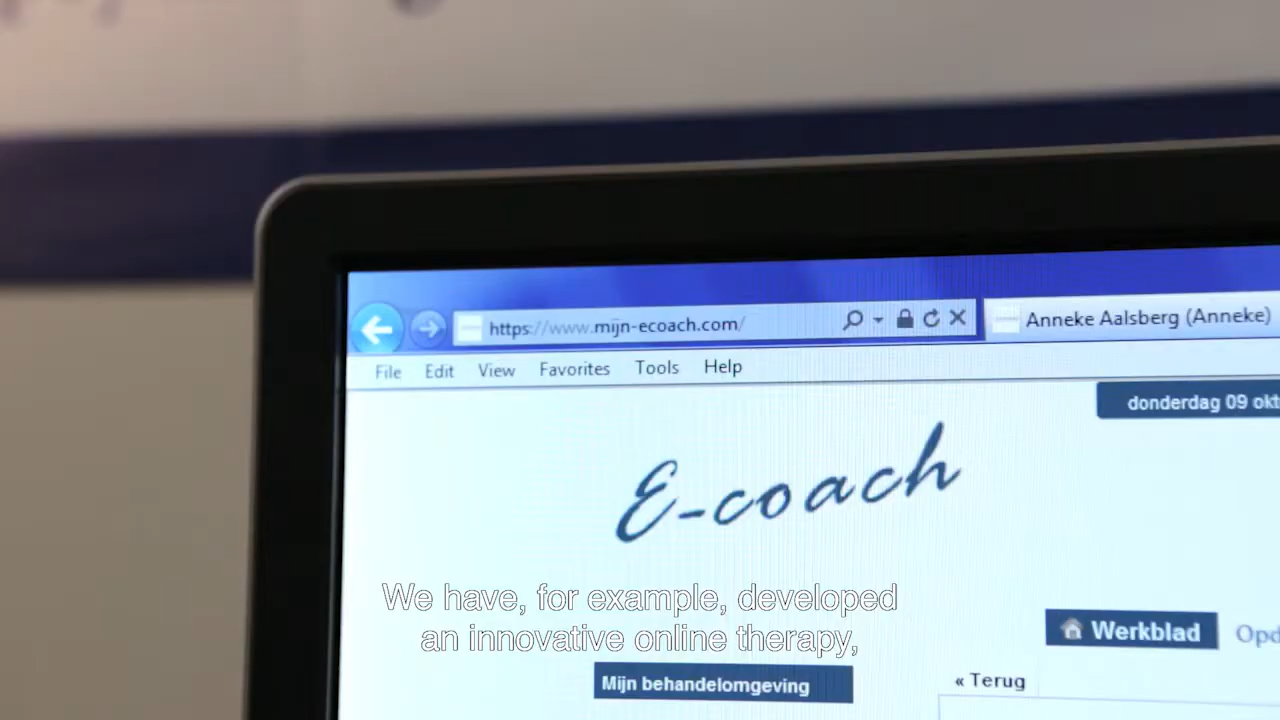 https://www.mijn-ecoach.com/
Anneke Aalsberg (Anneke)
File Edit View Favorites Tools Help
donderdag 09 okt
E-coach
We have, for example, developed
an innovative online therapy,
Werkblad
Mijn behandelomgeving
« Terug